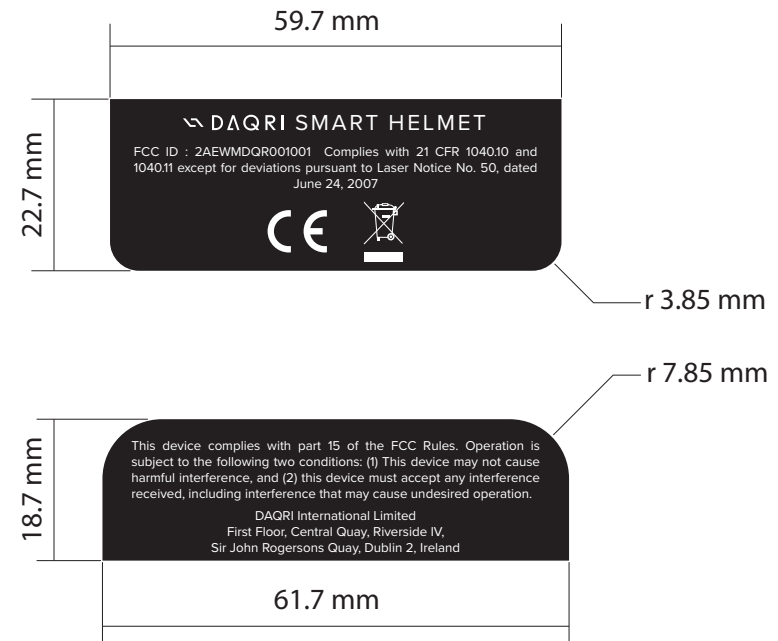 59.7 mm
22.7 mm
DAQRI SMART HELMET
FCC ID : 2AEWMDQR001001 Complies with 21 CFR 1040.10 and
1040.11 except for deviations pursuant to Laser Notice No. 50, dated
June 24, 2007
CE
r 3.85 mm
r 7.85 mm
18.7 mm
This device complies with part 15 of the FCC Rules. Operation is
subject to the following two conditions: (1) This device may not cause
harmful interference, and (2) this device must accept any interference
received, including interference that may cause undesired operation.
DAQRI International Limited
First Floor, Central Quay, Riverside IV,
Sir John Rogersons Quay, Dublin 2, Ireland
61.7 mm